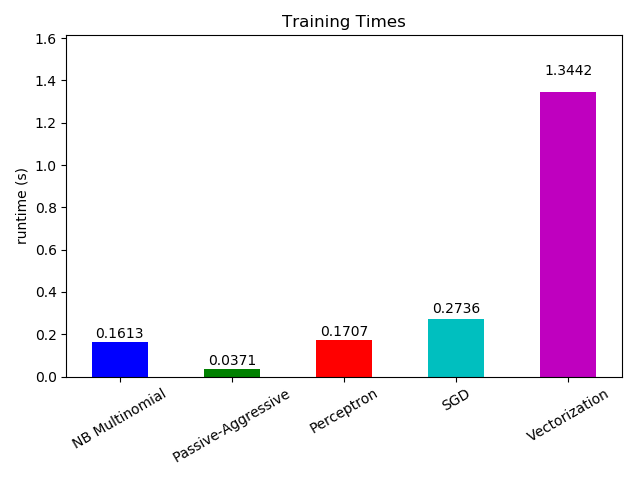 Training Times
1.6
1.4
1.2
1.0
0.8
0.6
0.4
0.2
0.0
runtime (s)
0.1613
0.0371
0.1707
0.2736
1.3442
NB Multinomial
Passive-Aggressive
Perceptron
SGD
Vectorization